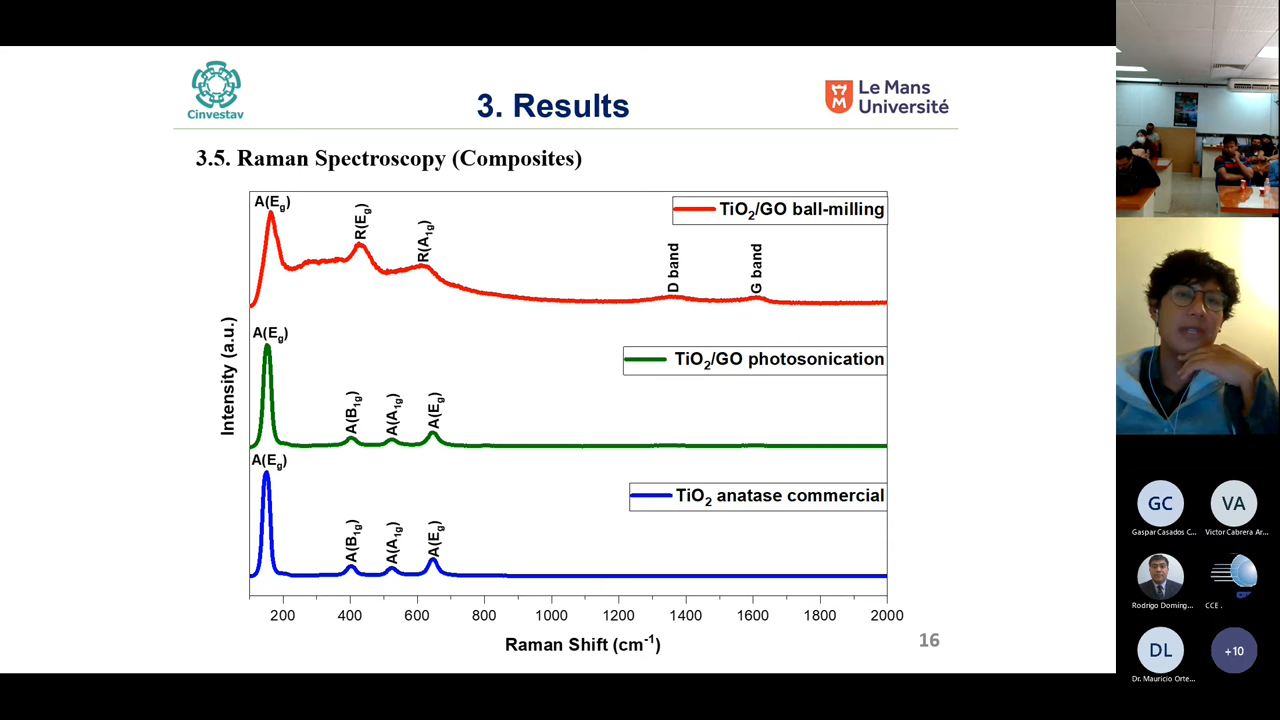 Cinvestav
3. Results
Le Mans
Université
3.5. Raman Spectroscopy (Composites)
A(Eg)
R(Eg)
R(A1g)
D band
G band
TiO2/GO ball-milling
A(Eg)
A(B1g)
A(A1g)
A(Eg)
TiO2/GO photosonication
A(Eg)
A(B1g)
A(A1g)
A(Eg)
TiO2 anatase commercial
Intensity (a.u.)
200 400 600 800 1000 1200 1400 1600 1800 2000
Raman Shift (cm-1)
16
GC
VA
Gaspar Casados C...
Victor Cabrera Ar...
Rodrigo Doming...
CCE .
DL
+10
Dr. Mauricio Orte...